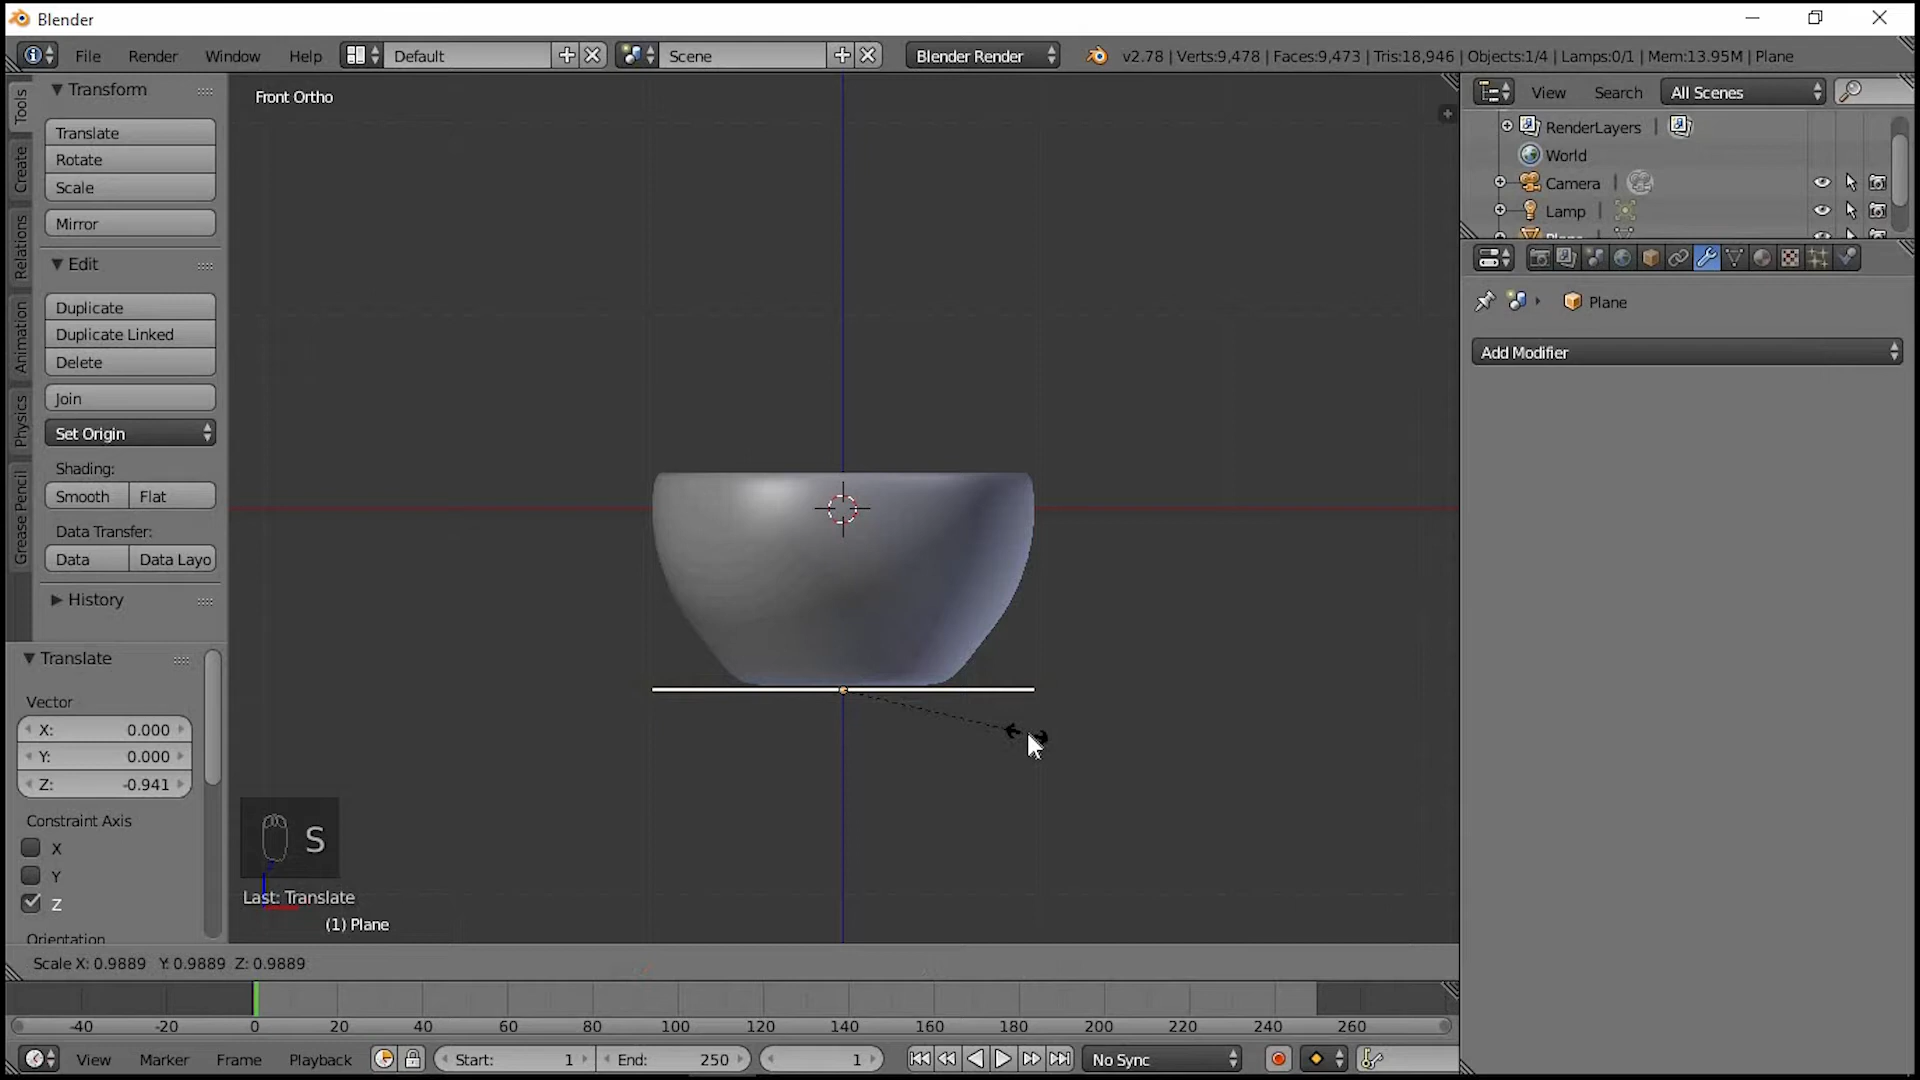 Blender
File Render Window Help Default Scene Blender Render v2.78 | Verts:9,478 | Faces:9,473 | Tris:18,946 | Objects:1/4 | Lamps:0/1 | Mem:13.95M | Plane
Tools
Create
Relations
Animation
Physics
Grease Pencil
Transform
Translate
Rotate
Scale
Mirror
Edit
Duplicate
Duplicate Linked
Delete
Join
Set Origin
Shading:
Smooth Flat
Data Transfer:
Data Data Layo
History
Translate
Vector
X: 0.000
Y: 0.000
Z: -0.941
Constraint Axis
X
Y
Z
Orientation
Front Ortho
S
Last: Translate
(1) Plane
Scale X: 0.9889 Y: 0.9889 Z: 0.9889
View Search All Scenes
RenderLayers |
World
Camera |
Lamp |
Plane
Plane
Add Modifier
-40 -20 0 20 40 60 80 100 120 140 160 180 200 220 240 260
View Marker Frame Playback Start: 1 End: 250 1 No Sync